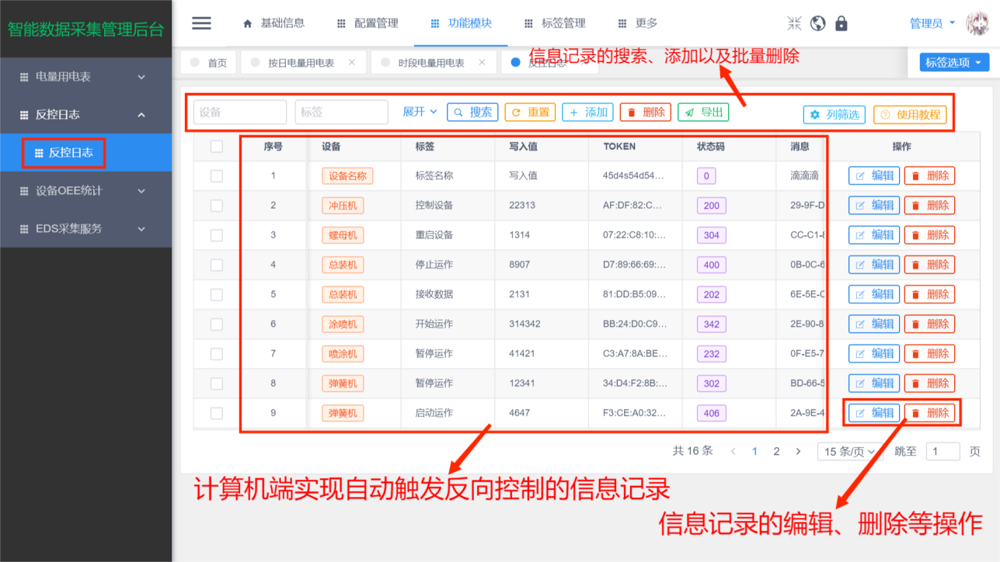 智能数据采集管理后台
基础信息 配置管理 功能模块 标签管理 更多 管理员
首页 按日电量用电表 × 时段电量用电表 × 反控日志 标签选项
信息记录的搜索、添加以及批量删除
电量用电表
反控日志
反控日志
设备OEE统计
EDS采集服务
设备 标签 展开 搜索 重置 添加 删除 导出 列筛选 使用教程
序号 设备 标签 写入值 TOKEN 状态码 消息 操作
1 设备名称 标签名称 写入值 45d4s54d54... 0 滴滴滴 编辑 删除
2 冲压机 控制设备 22313 AF:DF:82:C... 200 29-9F-D 编辑 删除
3 螺母机 重启设备 1314 07:22:C8:10:... 304 CC-C1-8 编辑 删除
4 总装机 停止运作 8907 D7:89:66:69:... 400 0B-0C-6 编辑 删除
5 总装机 接收数据 2131 81:DD:B5:09... 202 6E-5E-C 编辑 删除
6 涂喷机 开始运作 314342 BB:24:D0:C9... 342 2E-90-8 编辑 删除
7 喷涂机 暂停运作 41421 C3:A7:8A:BE... 232 0F-E5-7 编辑 删除
8 弹簧机 暂停运作 12341 34:D4:F2:8B:... 302 BD-66-5 编辑 删除
9 弹簧机 启动运作 4647 F3:CE:A0:32... 406 2A-9E-4 编辑 删除
共 16 条 < 1 2 > 15 条/页 跳至 1 页
计算机端实现自动触发反向控制的信息记录
信息记录的编辑、删除等操作